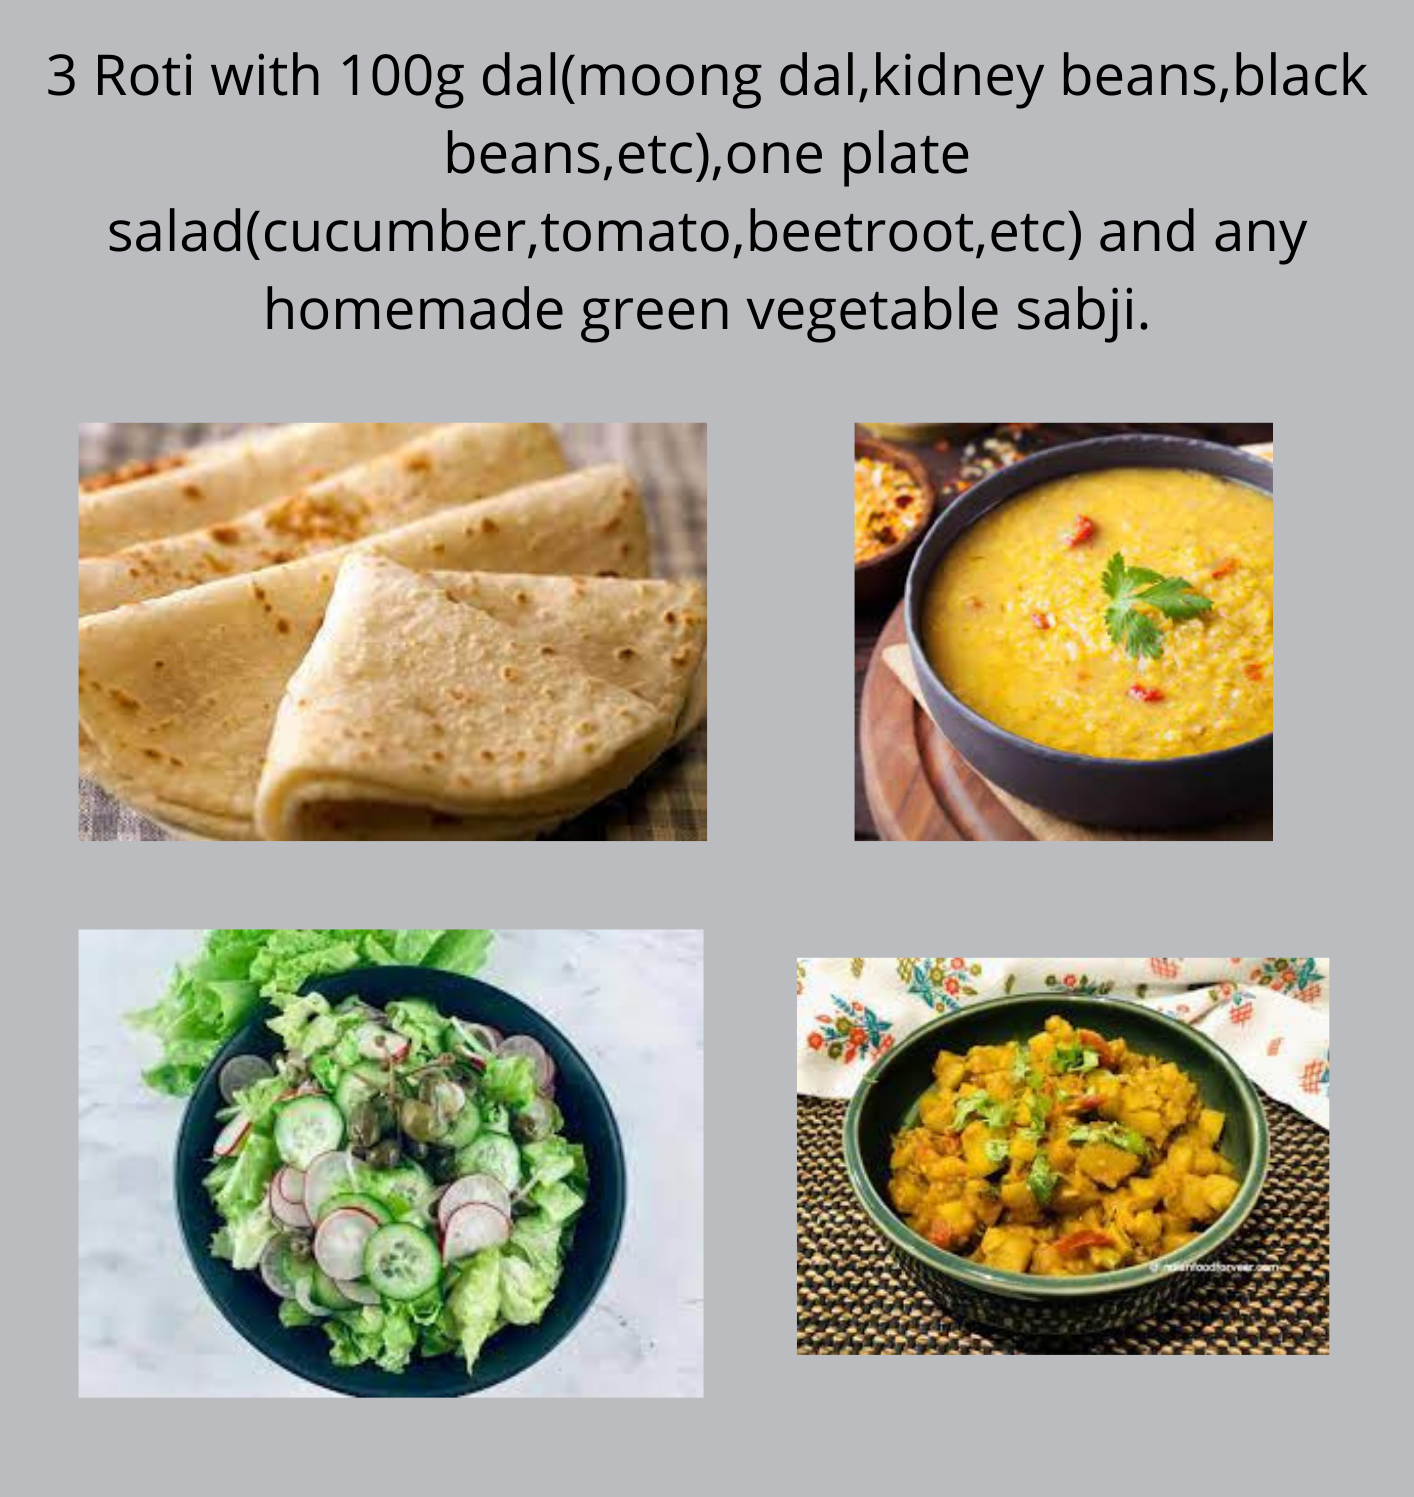 3 Roti with 100g dal(moong dal,kidney beans,black
beans,etc),one plate
salad(cucumber,tomato,beetroot,etc) and any
homemade green vegetable sabji.